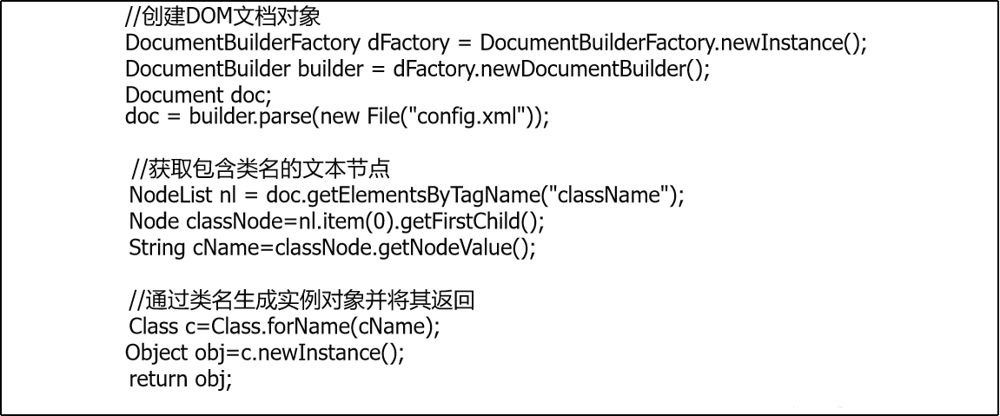 //创建DOM文档对象
DocumentBuilderFactory dFactory = DocumentBuilderFactory.newInstance();
DocumentBuilder builder = dFactory.newDocumentBuilder();
Document doc;
doc = builder.parse(new File("config.xml"));
//获取包含类名的文本节点
NodeList nl = doc.getElementsByTagName("className");
Node classNode=nl.item(0).getFirstChild();
String cName=classNode.getNodeValue();
//通过类名生成实例对象并将其返回
Class c=Class.forName(cName);
Object obj=c.newInstance();
return obj;